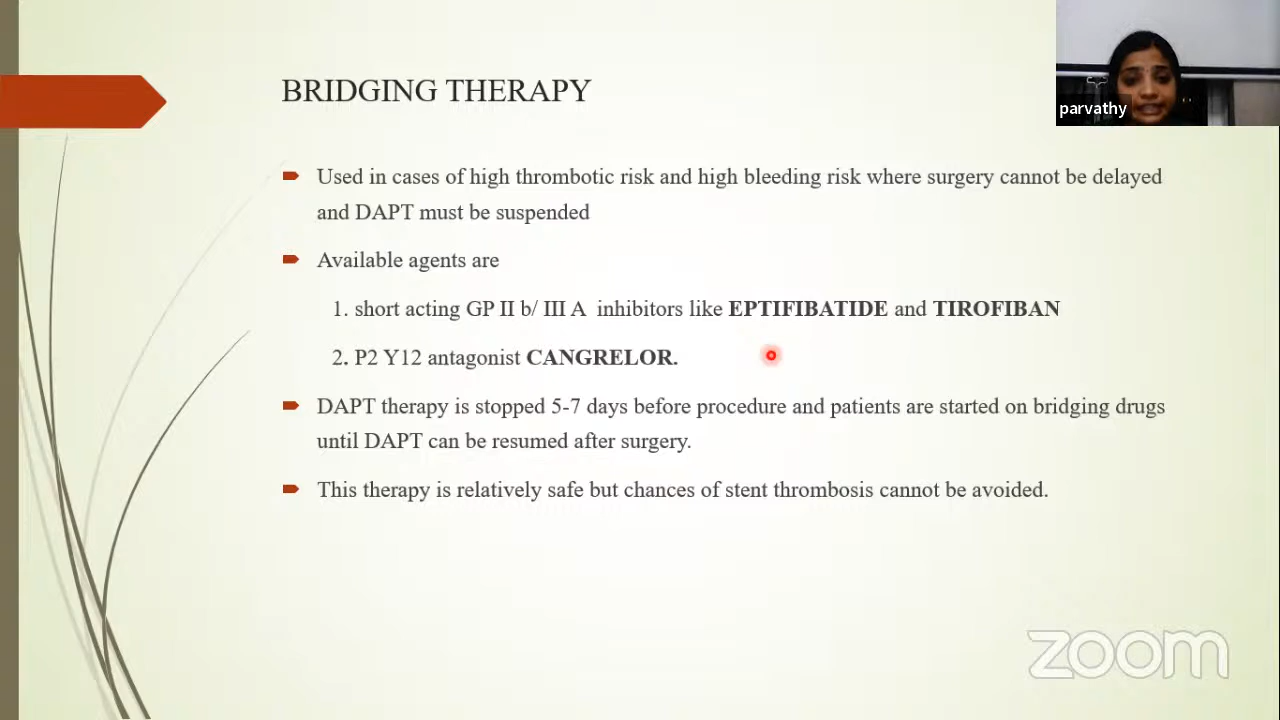 BRIDGING THERAPY
parvathy
Used in cases of high thrombotic risk and high bleeding risk where surgery cannot be delayed
and DAPT must be suspended
Available agents are
1. short acting GP II b/ III A inhibitors like EPTIFIBATIDE and TIROFIBAN
2. P2 Y12 antagonist CANGRELOR.
DAPT therapy is stopped 5-7 days before procedure and patients are started on bridging drugs
until DAPT can be resumed after surgery.
This therapy is relatively safe but chances of stent thrombosis cannot be avoided.
zoom